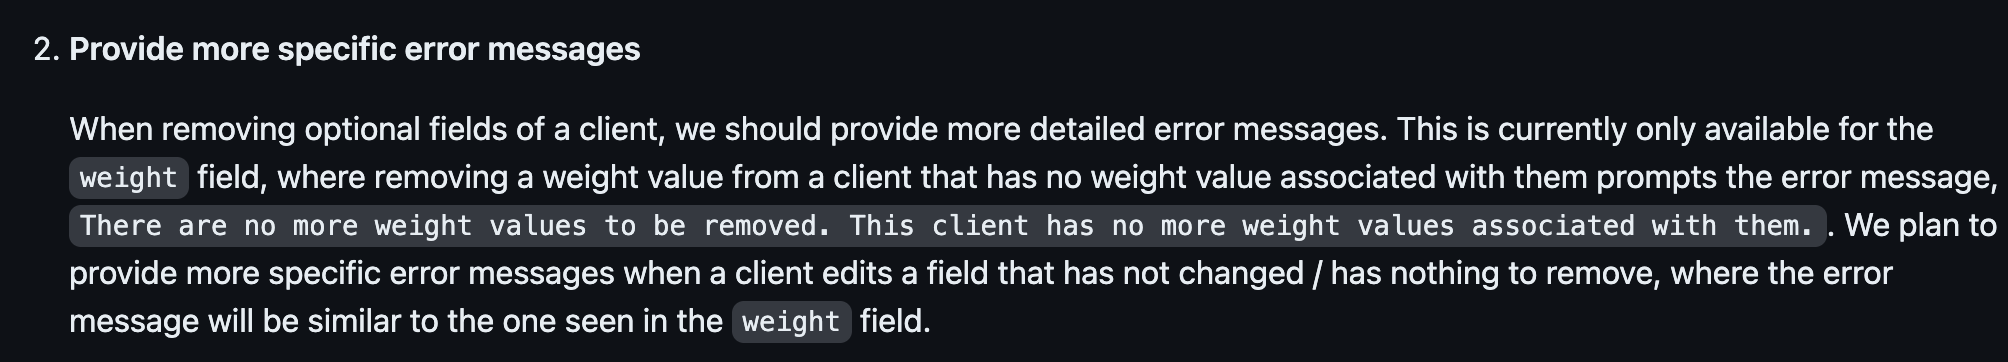 2. Provide more specific error messages
When removing optional fields of a client, we should provide more detailed error messages. This is currently only available for the
weight field, where removing a weight value from a client that has no weight value associated with them prompts the error message,
There are no more weight values to be removed. This client has no more weight values associated with them. . We plan to
provide more specific error messages when a client edits a field that has not changed / has nothing to remove, where the error
message will be similar to the one seen in the weight field.